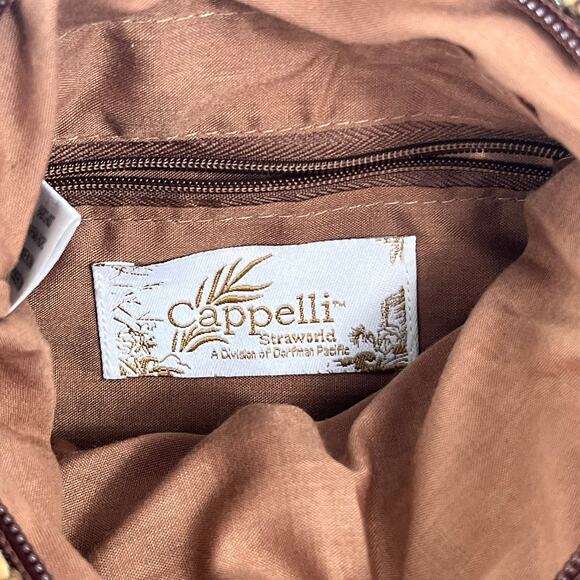 Cappelli™
Straworld
A Division of Dorfman Pacific